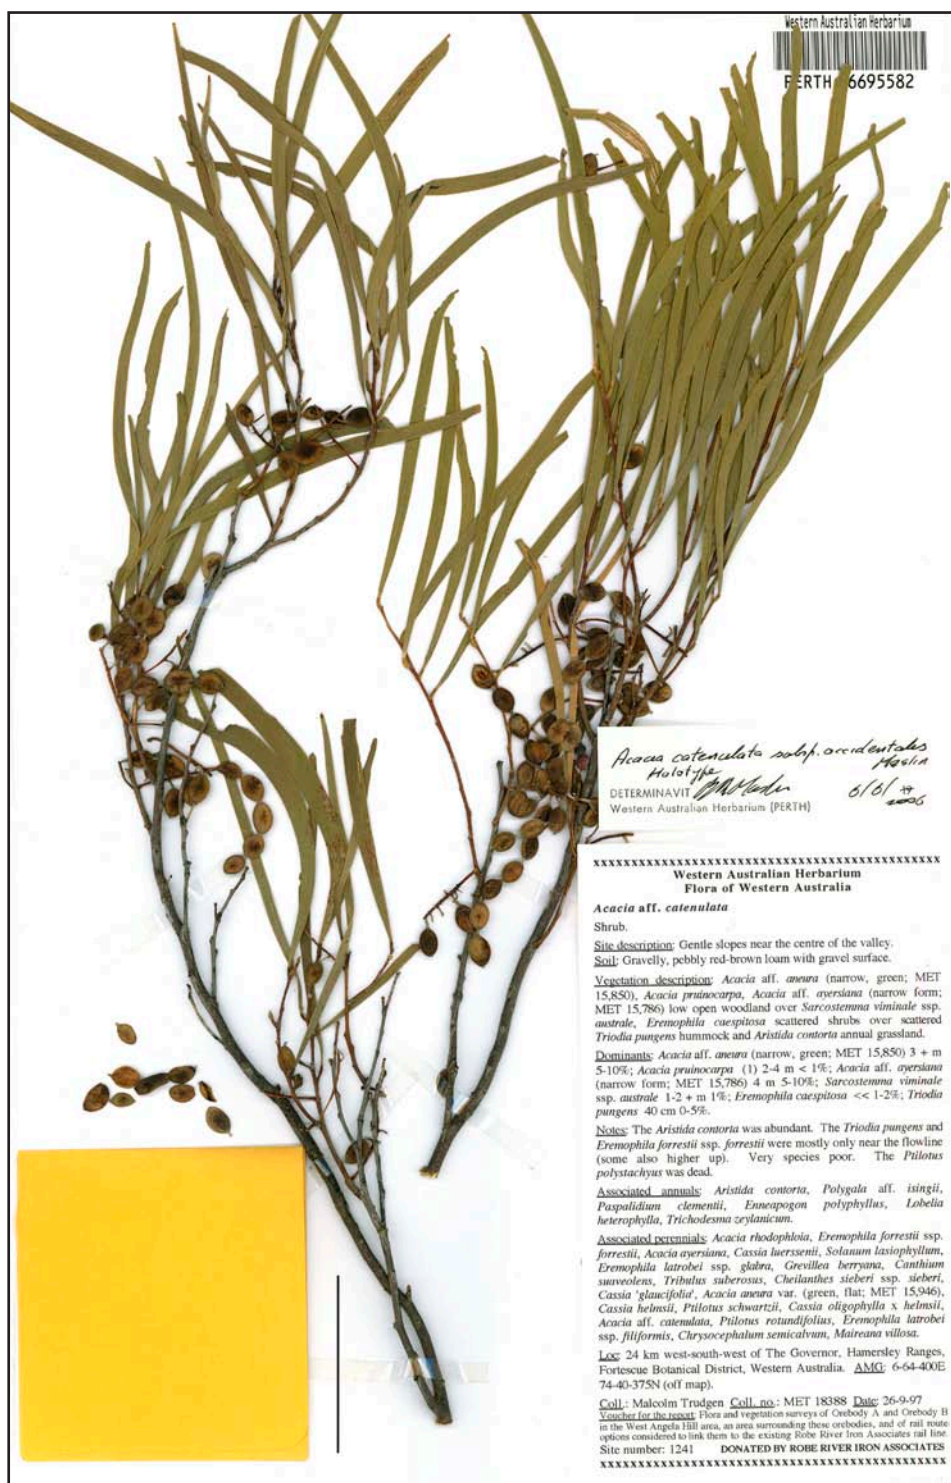 Western Australian Herbarium
PERTH 6695582
Acacia catenulata subsp. occidentalis
Maslin
Holotype
DETERMINAVIT 6/6/2006
Western Australian Herbarium (PERTH)
xxxxxxxxxxxxxxxxxxxxxxxxxxxxxxxxxxxxxxxxxxxxxx
Western Australian Herbarium
Flora of Western Australia
Acacia aff. catenulata
Shrub.
Site description: Gentle slopes near the centre of the valley.
Soil: Gravelly, pebbly red-brown loam with gravel surface.
Vegetation description: Acacia aff. aneura (narrow, green; MET
15,850), Acacia pruinocarpa, Acacia aff. ayersiana (narrow form;
MET 15,786) low open woodland over Sarcostemma viminale ssp.
australe, Eremophila caespitosa scattered shrubs over scattered
Triodia pungens hummock and Aristida contorta annual grassland.
Dominants: Acacia aff. aneura (narrow, green; MET 15,850) 3 + m
5-10%; Acacia pruinocarpa (1) 2-4 m < 1%; Acacia aff. ayersiana
(narrow form; MET 15,786) 4 m 5-10%; Sarcostemma viminale
ssp. australe 1-2 + m 1%; Eremophila caespitosa << 1-2%; Triodia
pungens 40 cm 0-5%.
Notes: The Aristida contorta was abundant. The Triodia pungens and
Eremophila forrestii ssp. forrestii were mostly only near the flowline
(some also higher up). Very species poor. The Ptilotus
polystachyus was dead.
Associated annuals: Aristida contorta, Polygala aff. isingii,
Paspalidium clementii, Enneapogon polyphyllus, Lobelia
heterophylla, Trichodesma zeylanicum.
Associated perennials: Acacia rhodophloia, Eremophila forrestii ssp.
forrestii, Acacia ayersiana, Cassia luerssenii, Solanum lasiophyllum,
Eremophila latrobei ssp. glabra, Grevillea berryana, Canthium
suaveolens, Tribulus suberosus, Cheilanthes sieberi ssp. sieberi,
Cassia 'glaucifolia', Acacia aneura var. (green, flat; MET 15,946),
Cassia helmsii, Ptilotus schwartzii, Cassia oligophylla x helmsii,
Acacia aff. catenulata, Ptilotus rotundifolius, Eremophila latrobei
ssp. filiformis, Chrysocephalum semicalvum, Maireana villosa.
Loc: 24 km west-south-west of The Governor, Hamersley Ranges,
Fortescue Botanical District, Western Australia. AMG: 6-64-400E
74-40-375N (off map).
Coll.: Malcolm Trudgen Coll. no.: MET 18388 Date: 26-9-97
Voucher for the report: Flora and vegetation surveys of Orebody A and Orebody B
in the West Angela Hill area, an area surrounding these orebodies, and of rail route
options considered to link them to the existing Robe River Iron Associates rail line.
Site number: 1241 DONATED BY ROBE RIVER IRON ASSOCIATES
xxxxxxxxxxxxxxxxxxxxxxxxxxxxxxxxxxxxxxxxxxxxxx